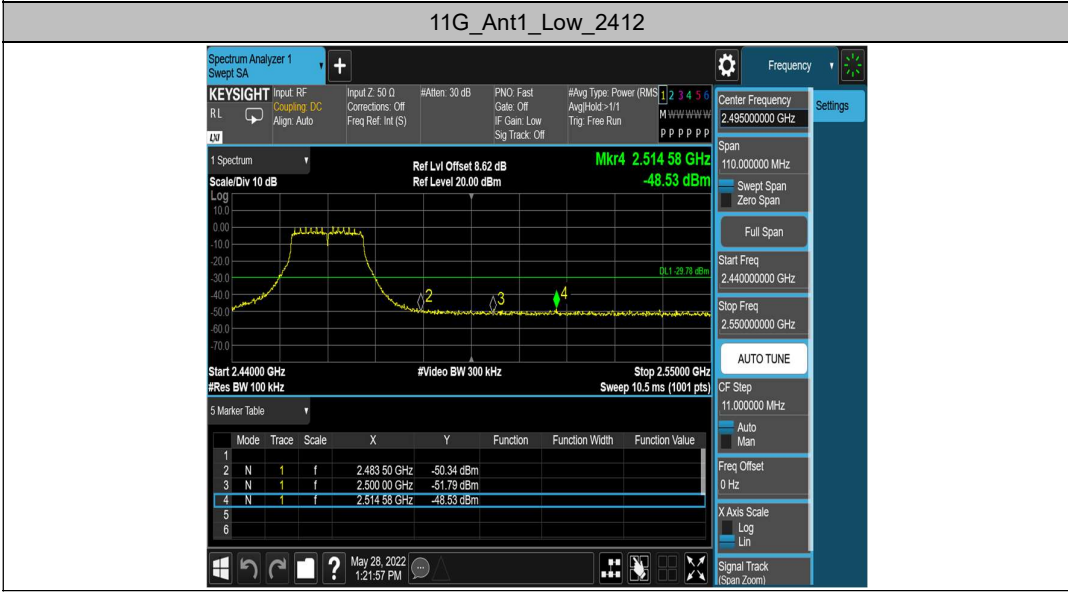 11G_Ant1_Low_2412
Spectrum Analyzer 1
Swept SA
+
Frequency
KEYSIGHT
RL
LXI
Input: RF
Coupling: DC
Align: Auto
Input Z: 50 Ω
Corrections: Off
Freq Ref: Int (S)
#Atten: 30 dB
PNO: Fast
Gate: Off
IF Gain: Low
Sig Track: Off
#Avg Type: Power (RMS
Avg|Hold:>1/1
Trig: Free Run
1 2 3 4 5 6
M W W W W W
P P P P P P
Center Frequency
2.495000000 GHz
Settings
Span
110.000000 MHz
Swept Span
Zero Span
Full Span
Start Freq
2.440000000 GHz
Stop Freq
2.550000000 GHz
AUTO TUNE
CF Step
11.000000 MHz
Auto
Man
Freq Offset
0 Hz
X Axis Scale
Log
Lin
Signal Track
(Span Zoom)
1 Spectrum
Scale/Div 10 dB
Ref Lvl Offset 8.62 dB
Ref Level 20.00 dBm
Mkr4 2.514 58 GHz
-48.53 dBm
Log
10.0
0.00
-10.0
-20.0
-30.0
-40.0
-50.0
-60.0
-70.0
DL1 -29.78 dBm
2
3
4
Start 2.44000 GHz
#Res BW 100 kHz
#Video BW 300 kHz
Stop 2.55000 GHz
Sweep 10.5 ms (1001 pts)
5 Marker Table
Mode Trace Scale X Y Function Function Width Function Value
1
2 N 1 f 2.483 50 GHz -50.34 dBm
3 N 1 f 2.500 00 GHz -51.79 dBm
4 N 1 f 2.514 58 GHz -48.53 dBm
5
6
?
May 28, 2022
1:21:57 PM